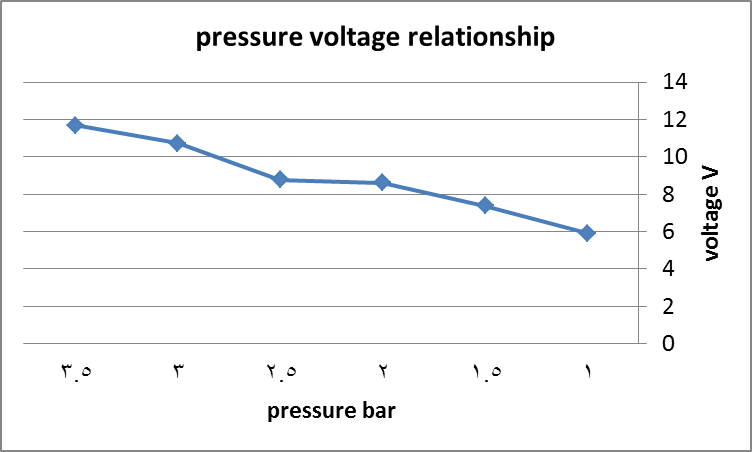 pressure voltage relationship
14
12
10
8
6
4
2
0
voltage V
٣.٥ ٣ ٢.٥ ٢ ١.٥ ١
pressure bar